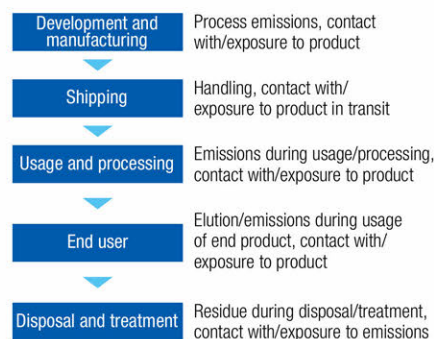 Development and
manufacturing
Process emissions, contact
with/exposure to product
Shipping
Handling, contact with/
exposure to product in transit
Usage and processing
Emissions during usage/processing,
contact with/exposure to product
End user
Elution/emissions during usage
of end product, contact with/
exposure to product
Disposal and treatment
Residue during disposal/treatment,
contact with/exposure to emissions